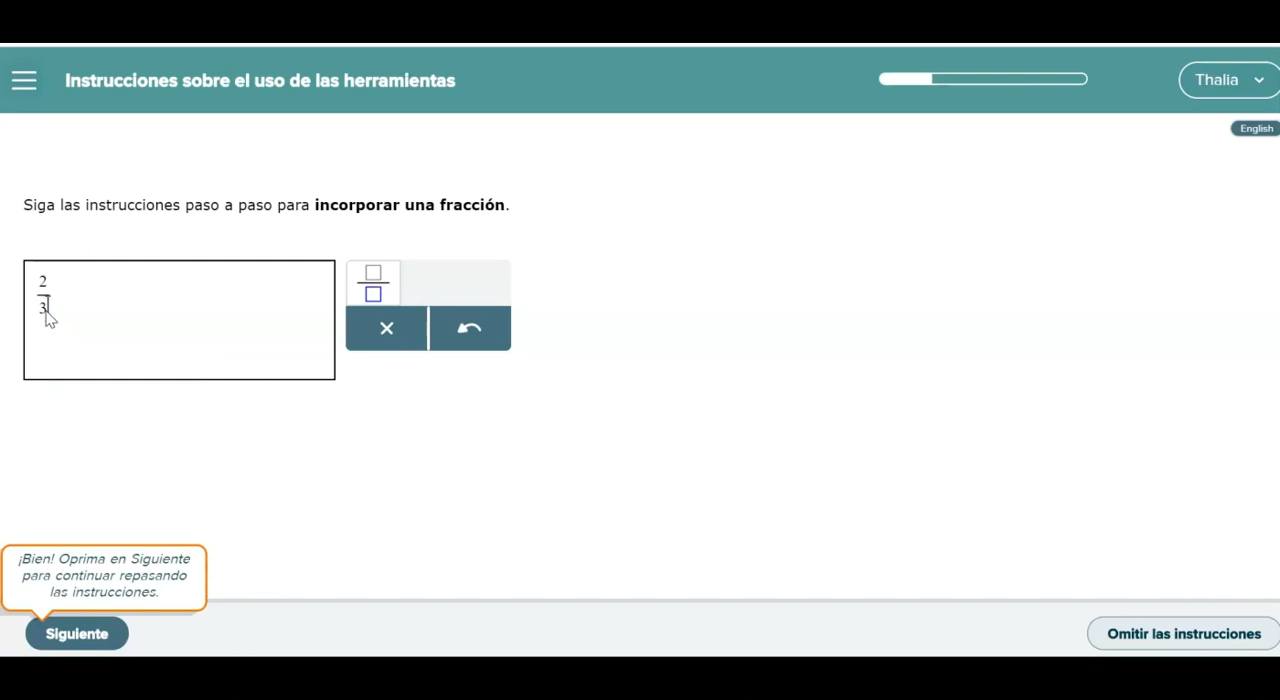 Instrucciones sobre el uso de las herramientas
Thalia
English
Siga las instrucciones paso a paso para incorporar una fracción.
2
3
¡Bien! Oprima en Siguiente
para continuar repasando
las instrucciones.
Siguiente
Omitir las instrucciones